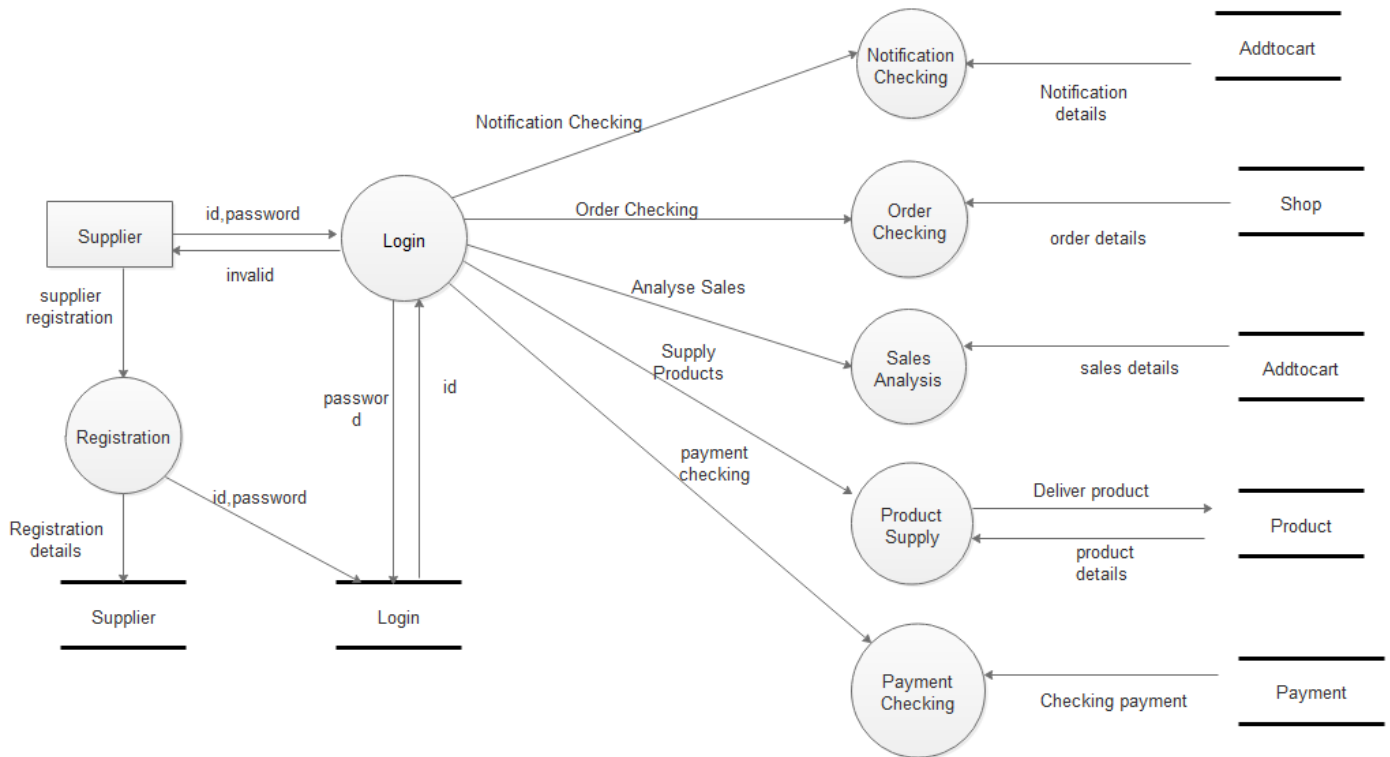 Notification
Checking
Addtocart
Notification
details
Notification Checking
id,password
Supplier
Login
invalid
Order Checking
Order
Checking
Shop
order details
supplier
registration
Analyse Sales
Supply
Products
Sales
Analysis
sales details
Addtocart
passwor
d
id
Registration
payment
checking
id,password
Registration
details
Product
Supply
Deliver product
product
details
Product
Supplier
Login
Payment
Checking
Checking payment
Payment